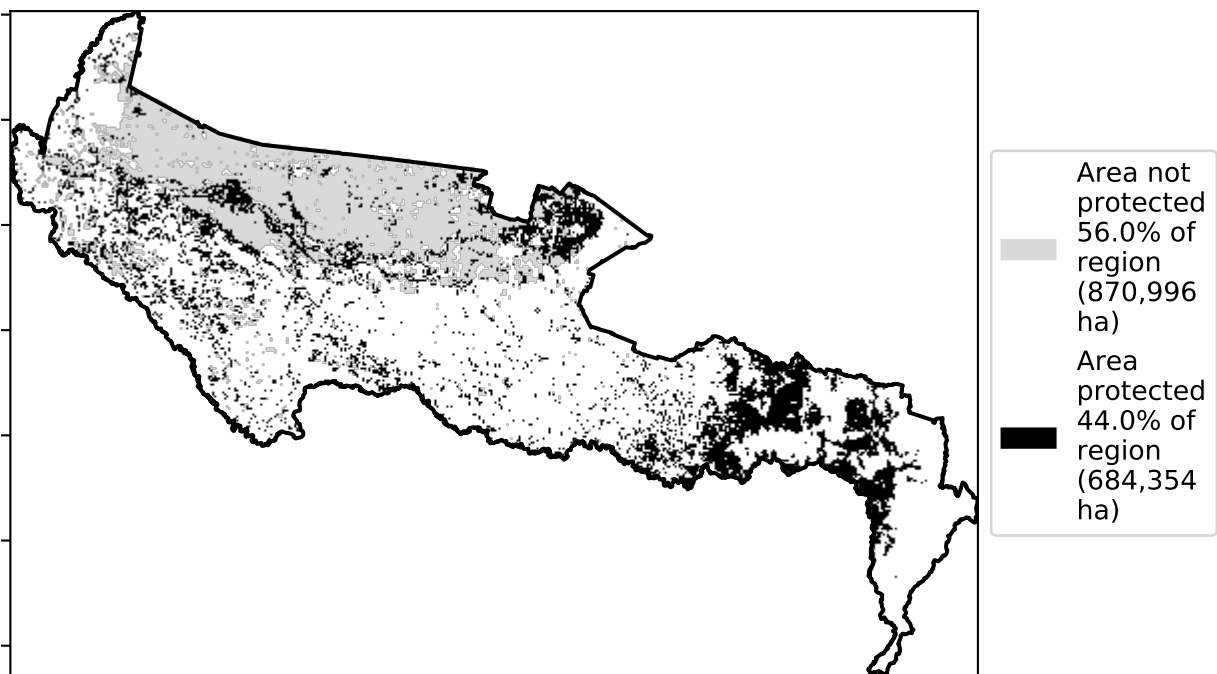 Area not
protected
56.0% of
region
(870,996
ha)
Area
protected
44.0% of
region
(684,354
ha)